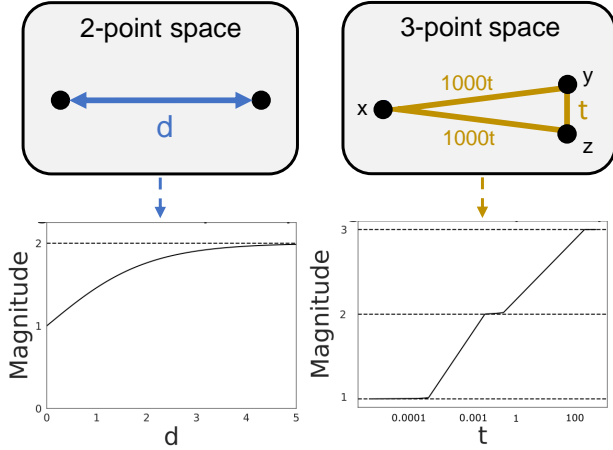 2-point space
d
3-point space
x
1000t
1000t
y
t
z
Magnitude
2
1
0
0
1
2
3
4
5
d
Magnitude
3
2
1
0.0001
0.001
1
100
t